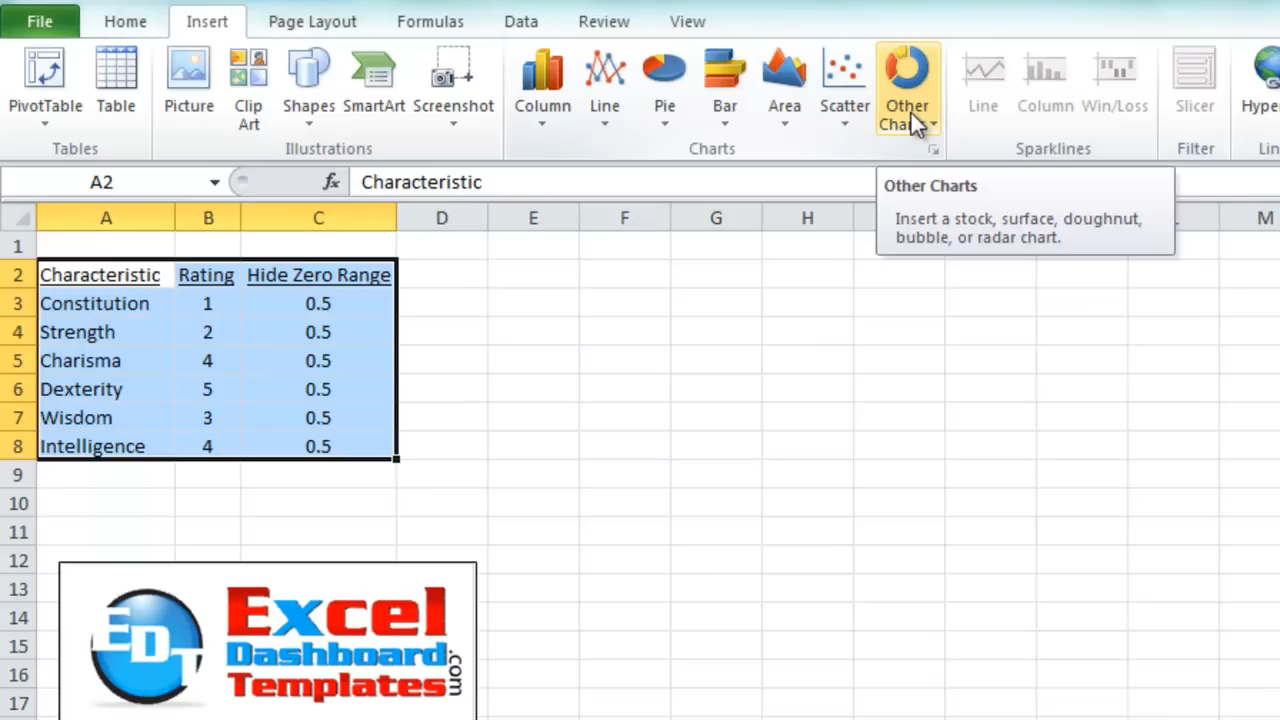 File Home Insert Page Layout Formulas Data Review View
PivotTable Table Picture Clip Art Shapes SmartArt Screenshot Column Line Pie Bar Area Scatter Other Line Column Win/Loss Slicer
Tables Illustrations Charts Sparklines Filter
A2 fx Characteristic
Other Charts
Insert a stock, surface, doughnut,
bubble, or radar chart.
A B C D E F G H M
1
2 Characteristic Rating Hide Zero Range
3 Constitution 1 0.5
4 Strength 2 0.5
5 Charisma 4 0.5
6 Dexterity 5 0.5
7 Wisdom 3 0.5
8 Intelligence 4 0.5
9
10
11
12
13
14
15
16
17
EDT
Excel
Dashboard
Templates
.com